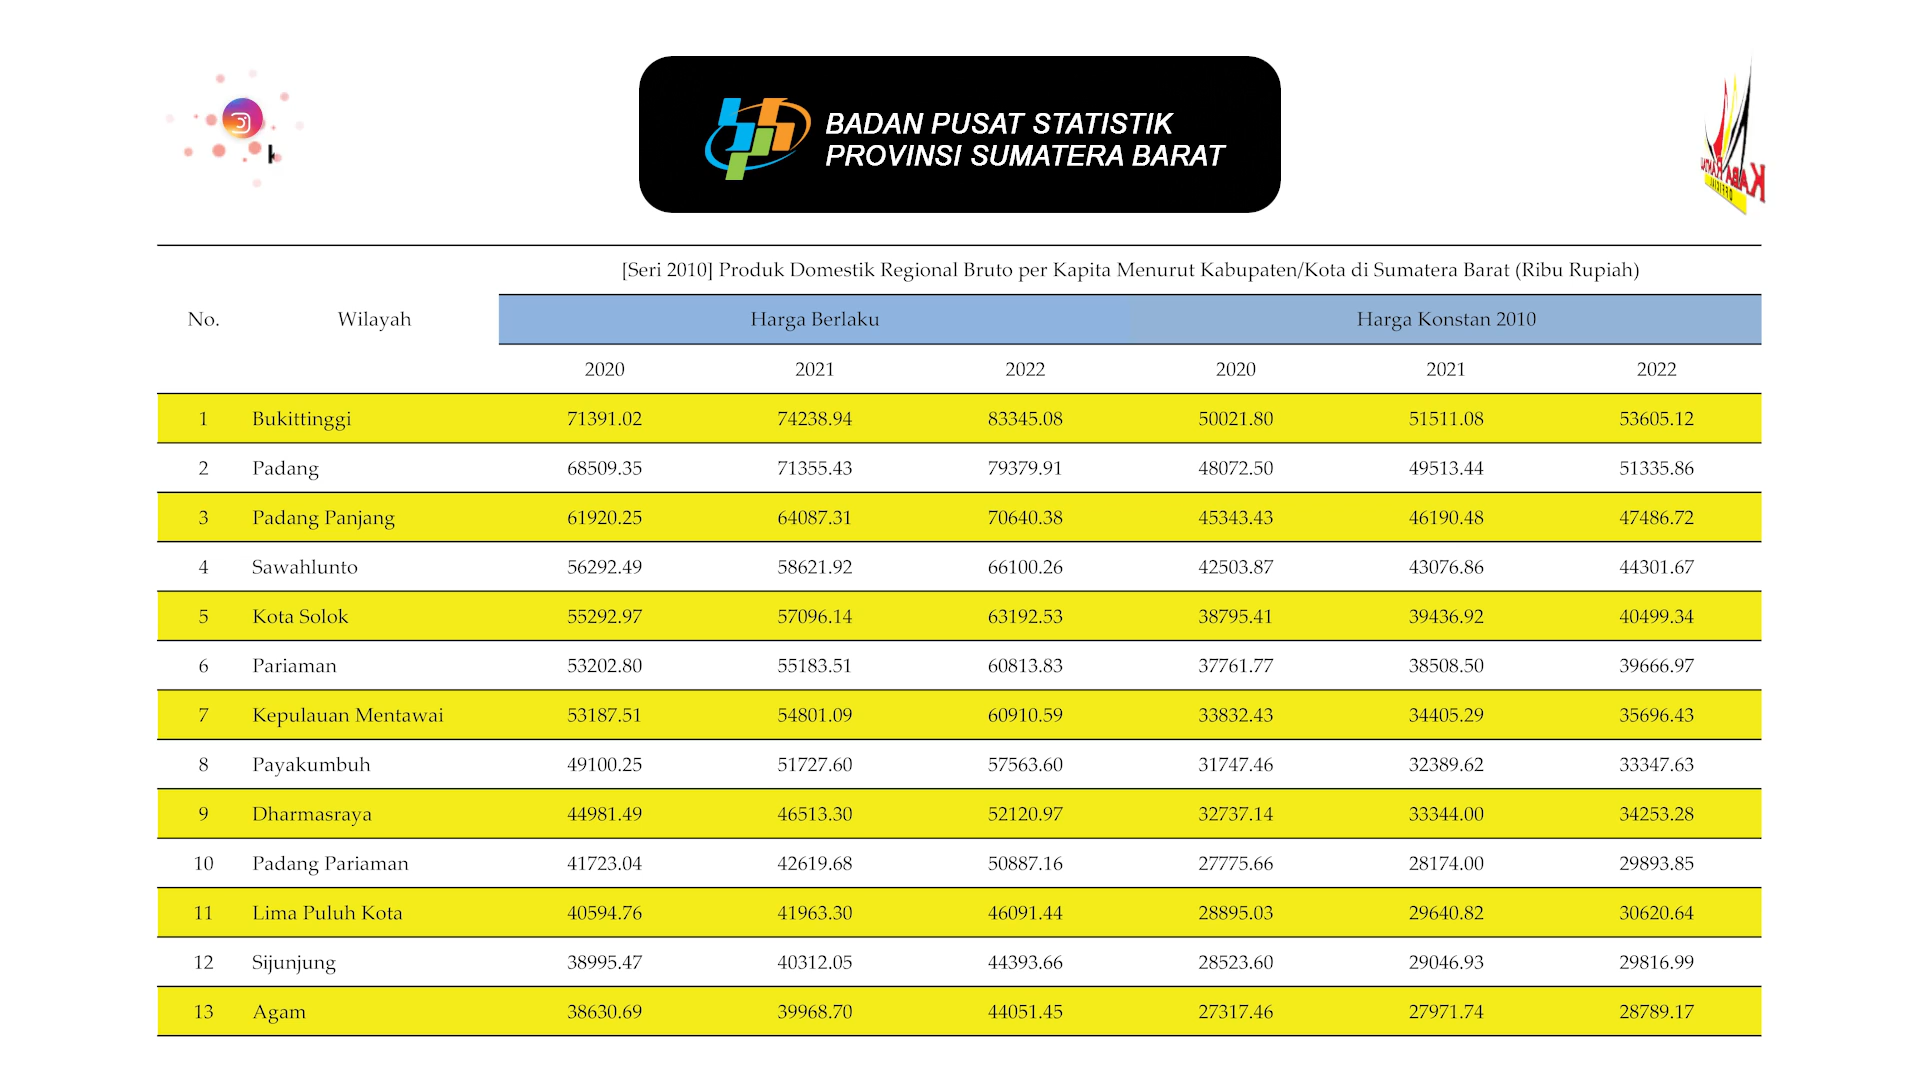 BADAN PUSAT STATISTIK
PROVINSI SUMATERA BARAT
KABA RANTAU
OFFICIAL
[Seri 2010] Produk Domestik Regional Bruto per Kapita Menurut Kabupaten/Kota di Sumatera Barat (Ribu Rupiah)
No. Wilayah Harga Berlaku Harga Konstan 2010
2020 2021 2022 2020 2021 2022
1 Bukittinggi 71391.02 74238.94 83345.08 50021.80 51511.08 53605.12
2 Padang 68509.35 71355.43 79379.91 48072.50 49513.44 51335.86
3 Padang Panjang 61920.25 64087.31 70640.38 45343.43 46190.48 47486.72
4 Sawahlunto 56292.49 58621.92 66100.26 42503.87 43076.86 44301.67
5 Kota Solok 55292.97 57096.14 63192.53 38795.41 39436.92 40499.34
6 Pariaman 53202.80 55183.51 60813.83 37761.77 38508.50 39666.97
7 Kepulauan Mentawai 53187.51 54801.09 60910.59 33832.43 34405.29 35696.43
8 Payakumbuh 49100.25 51727.60 57563.60 31747.46 32389.62 33347.63
9 Dharmasraya 44981.49 46513.30 52120.97 32737.14 33344.00 34253.28
10 Padang Pariaman 41723.04 42619.68 50887.16 27775.66 28174.00 29893.85
11 Lima Puluh Kota 40594.76 41963.30 46091.44 28895.03 29640.82 30620.64
12 Sijunjung 38995.47 40312.05 44393.66 28523.60 29046.93 29816.99
13 Agam 38630.69 39968.70 44051.45 27317.46 27971.74 28789.17